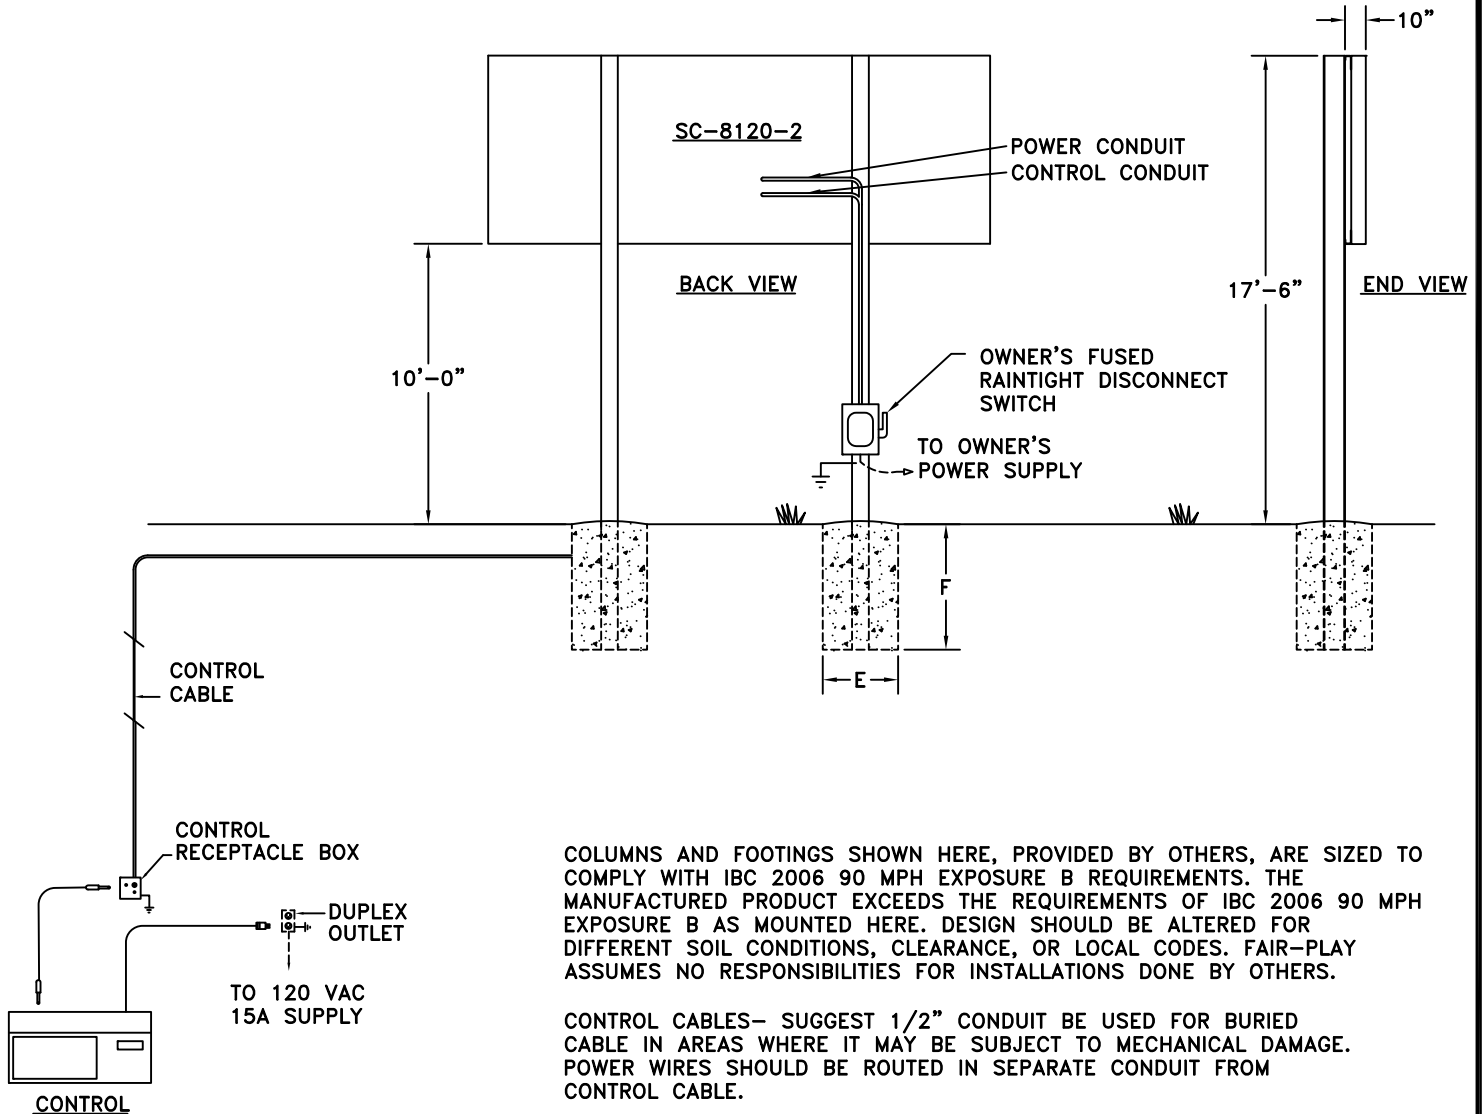 10”
SC–8120–2
POWER CONDUIT
CONTROL CONDUIT
BACK VIEW
17’–6”
END VIEW
10’–0”
OWNER’S FUSED
RAINTIGHT DISCONNECT
SWITCH
TO OWNER’S
POWER SUPPLY
F
E
CONTROL
CABLE
CONTROL
RECEPTACLE BOX
DUPLEX
OUTLET
TO 120 VAC
15A SUPPLY
CONTROL
COLUMNS AND FOOTINGS SHOWN HERE, PROVIDED BY OTHERS, ARE SIZED TO
COMPLY WITH IBC 2006 90 MPH EXPOSURE B REQUIREMENTS. THE
MANUFACTURED PRODUCT EXCEEDS THE REQUIREMENTS OF IBC 2006 90 MPH
EXPOSURE B AS MOUNTED HERE. DESIGN SHOULD BE ALTERED FOR
DIFFERENT SOIL CONDITIONS, CLEARANCE, OR LOCAL CODES. FAIR–PLAY
ASSUMES NO RESPONSIBILITIES FOR INSTALLATIONS DONE BY OTHERS.
CONTROL CABLES– SUGGEST 1/2” CONDUIT BE USED FOR BURIED
CABLE IN AREAS WHERE IT MAY BE SUBJECT TO MECHANICAL DAMAGE.
POWER WIRES SHOULD BE ROUTED IN SEPARATE CONDUIT FROM
CONTROL CABLE.